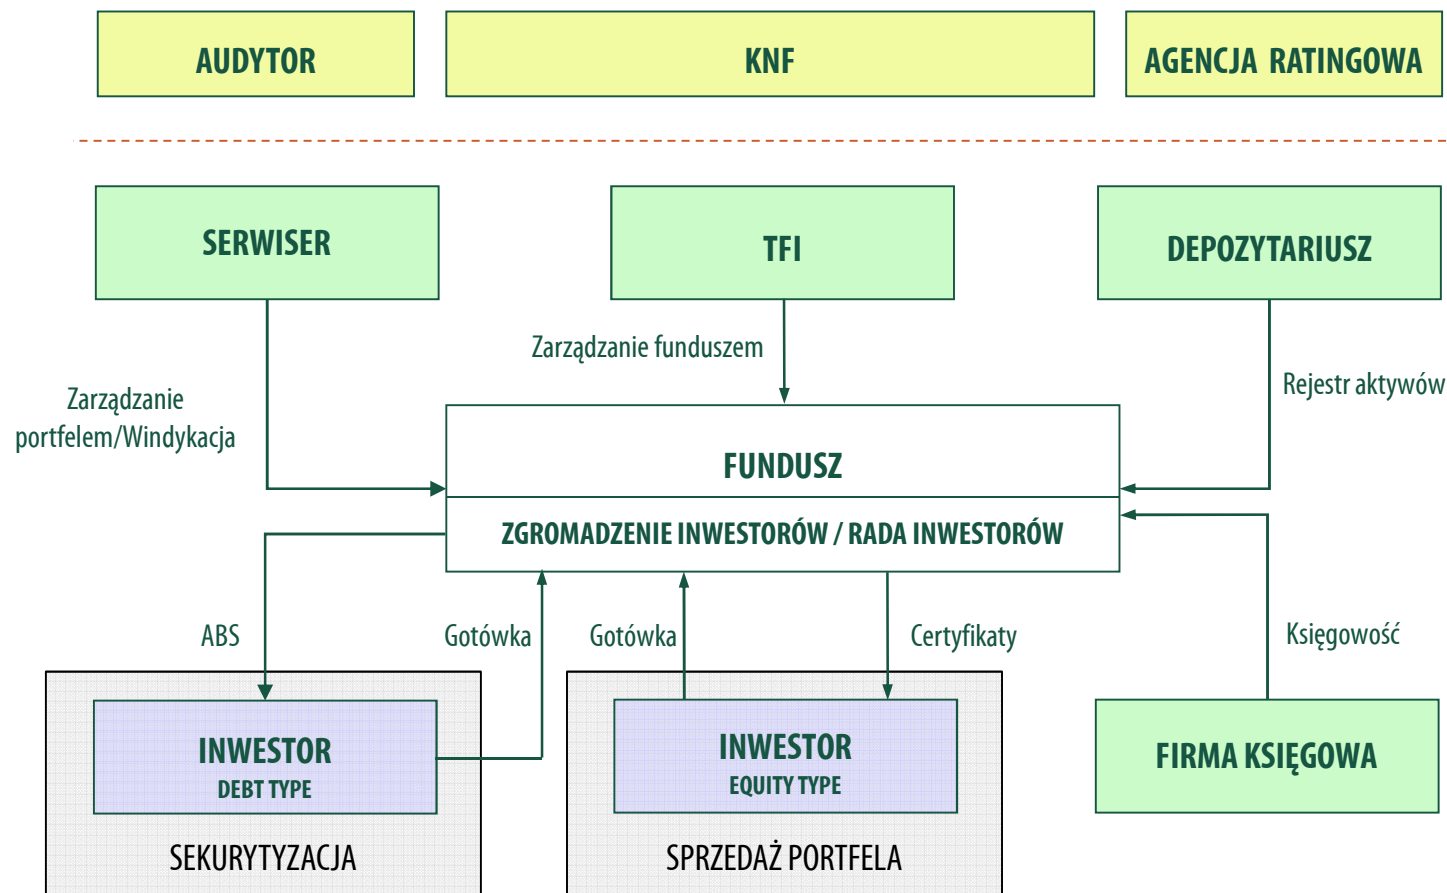 AUDYTOR
KNF
AGENCJA RATINGOWA
SERWISER
TFI
DEPOZYTARIUSZ
Zarządzanie funduszem
Zarządzanie
portfelem/Windykacja
Rejestr aktywów
FUNDUSZ
ZGROMADZENIE INWESTORÓW / RADA INWESTORÓW
ABS
Gotówka
Gotówka
Certyfikaty
Księgowość
INWESTOR
DEBT TYPE
INWESTOR
EQUITY TYPE
FIRMA KSIĘGOWA
SEKURYTYZACJA
SPRZEDAŻ PORTFELA